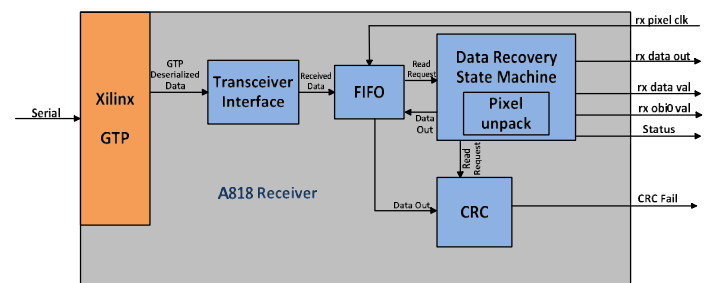 rx pixel clk
GTP
Deserialized
Data
Received
Data
Read
Request
Data Recovery
State Machine
rx data out
Xilinx
GTP
Transceiver
Interface
FIFO
rx data val
Pixel
unpack
Serial
Data
Out
rx obi0 val
Status
Read
Request
A818 Receiver
Data Out
CRC
CRC Fail